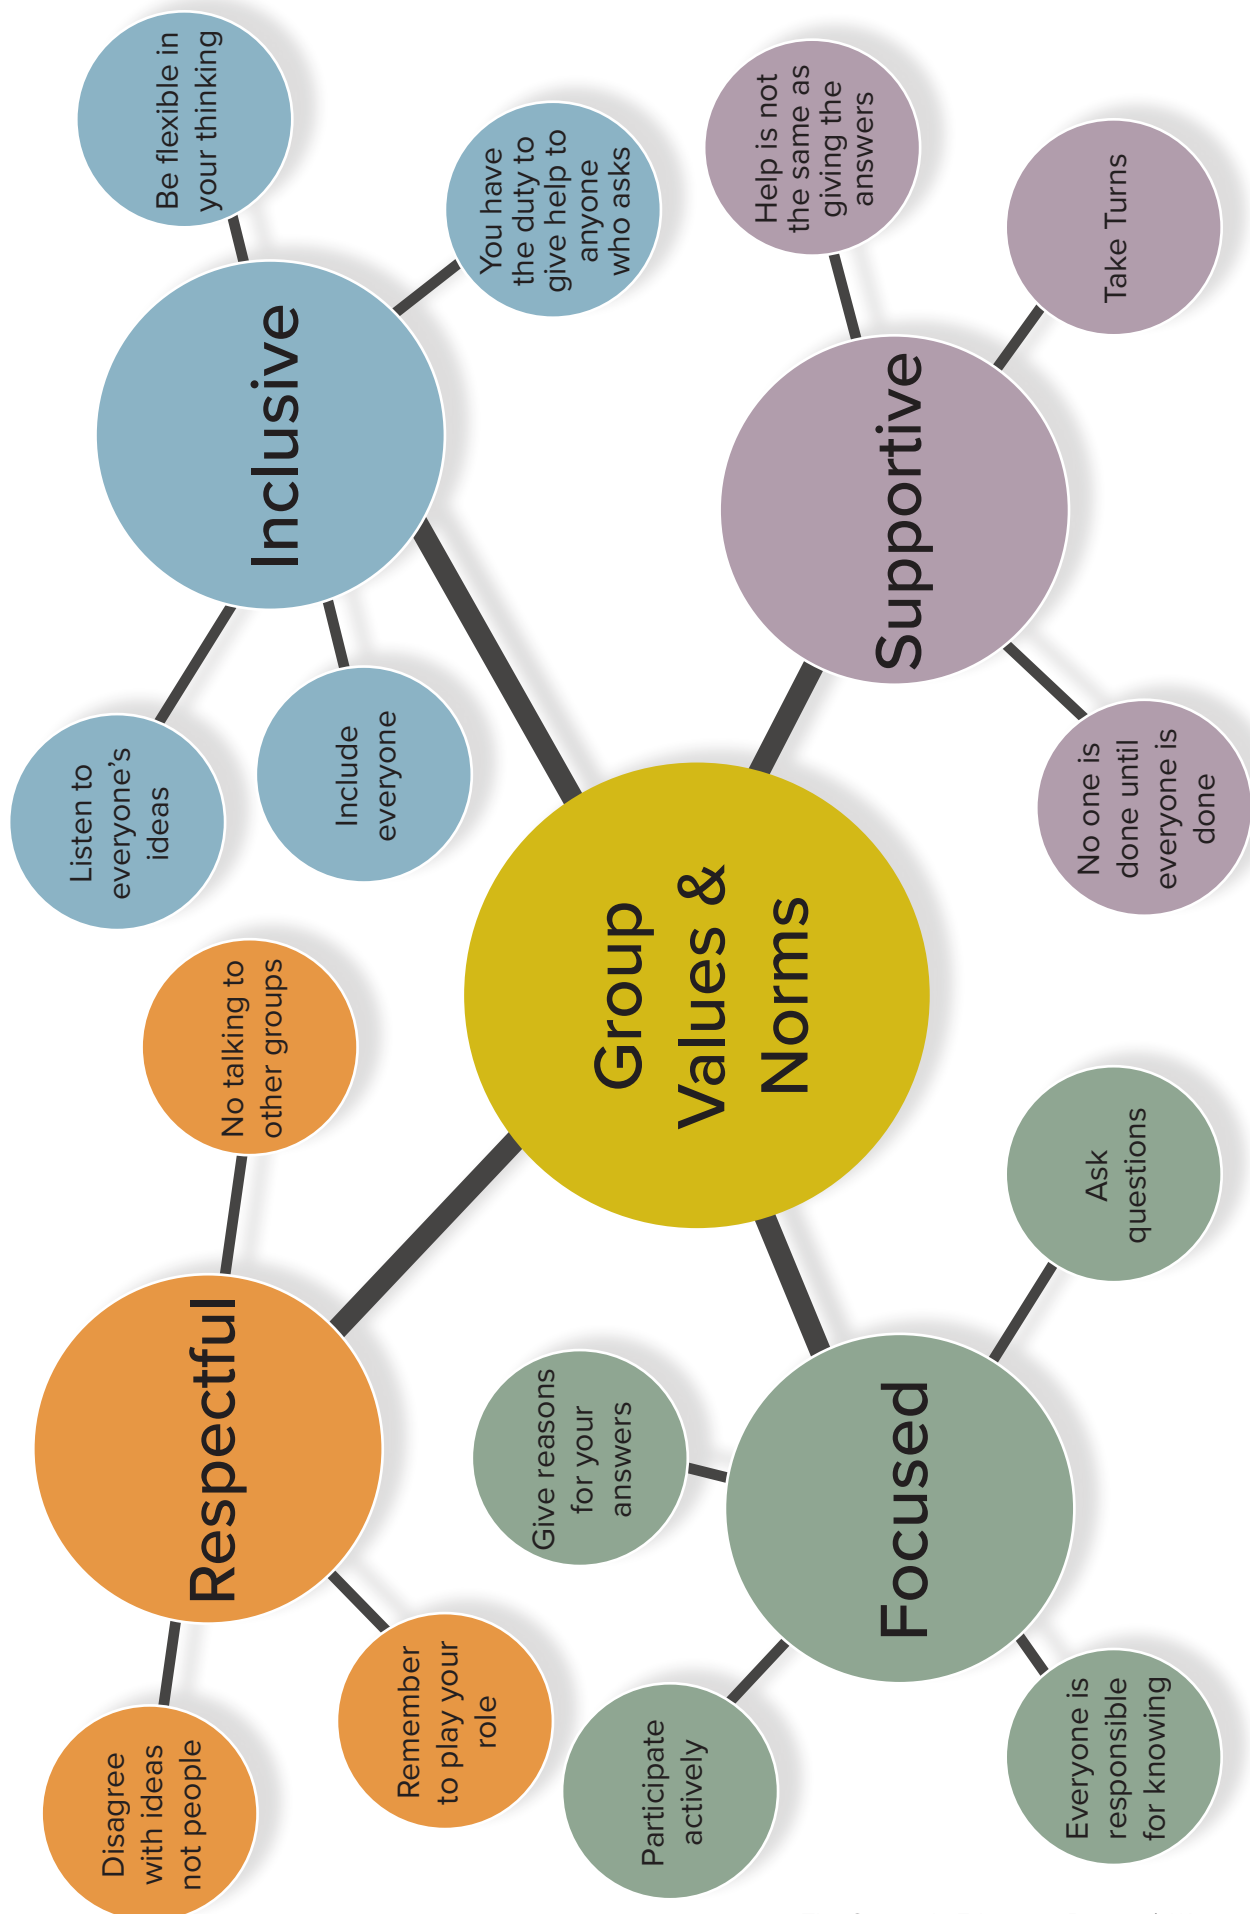 Group
Values &
Norms
Respectful
Disagree
with ideas
not people
Remember
to play your
role
No talking to
other groups
Inclusive
Listen to
everyone's
ideas
Include
everyone
Be flexible in
your thinking
You have
the duty to
give help to
anyone
who asks
Focused
Participate
actively
Give reasons
for your
answers
Everyone is
responsible
for knowing
Ask
questions
Supportive
No one is
done until
everyone is
done
Help is not
the same as
giving the
answers
Take Turns